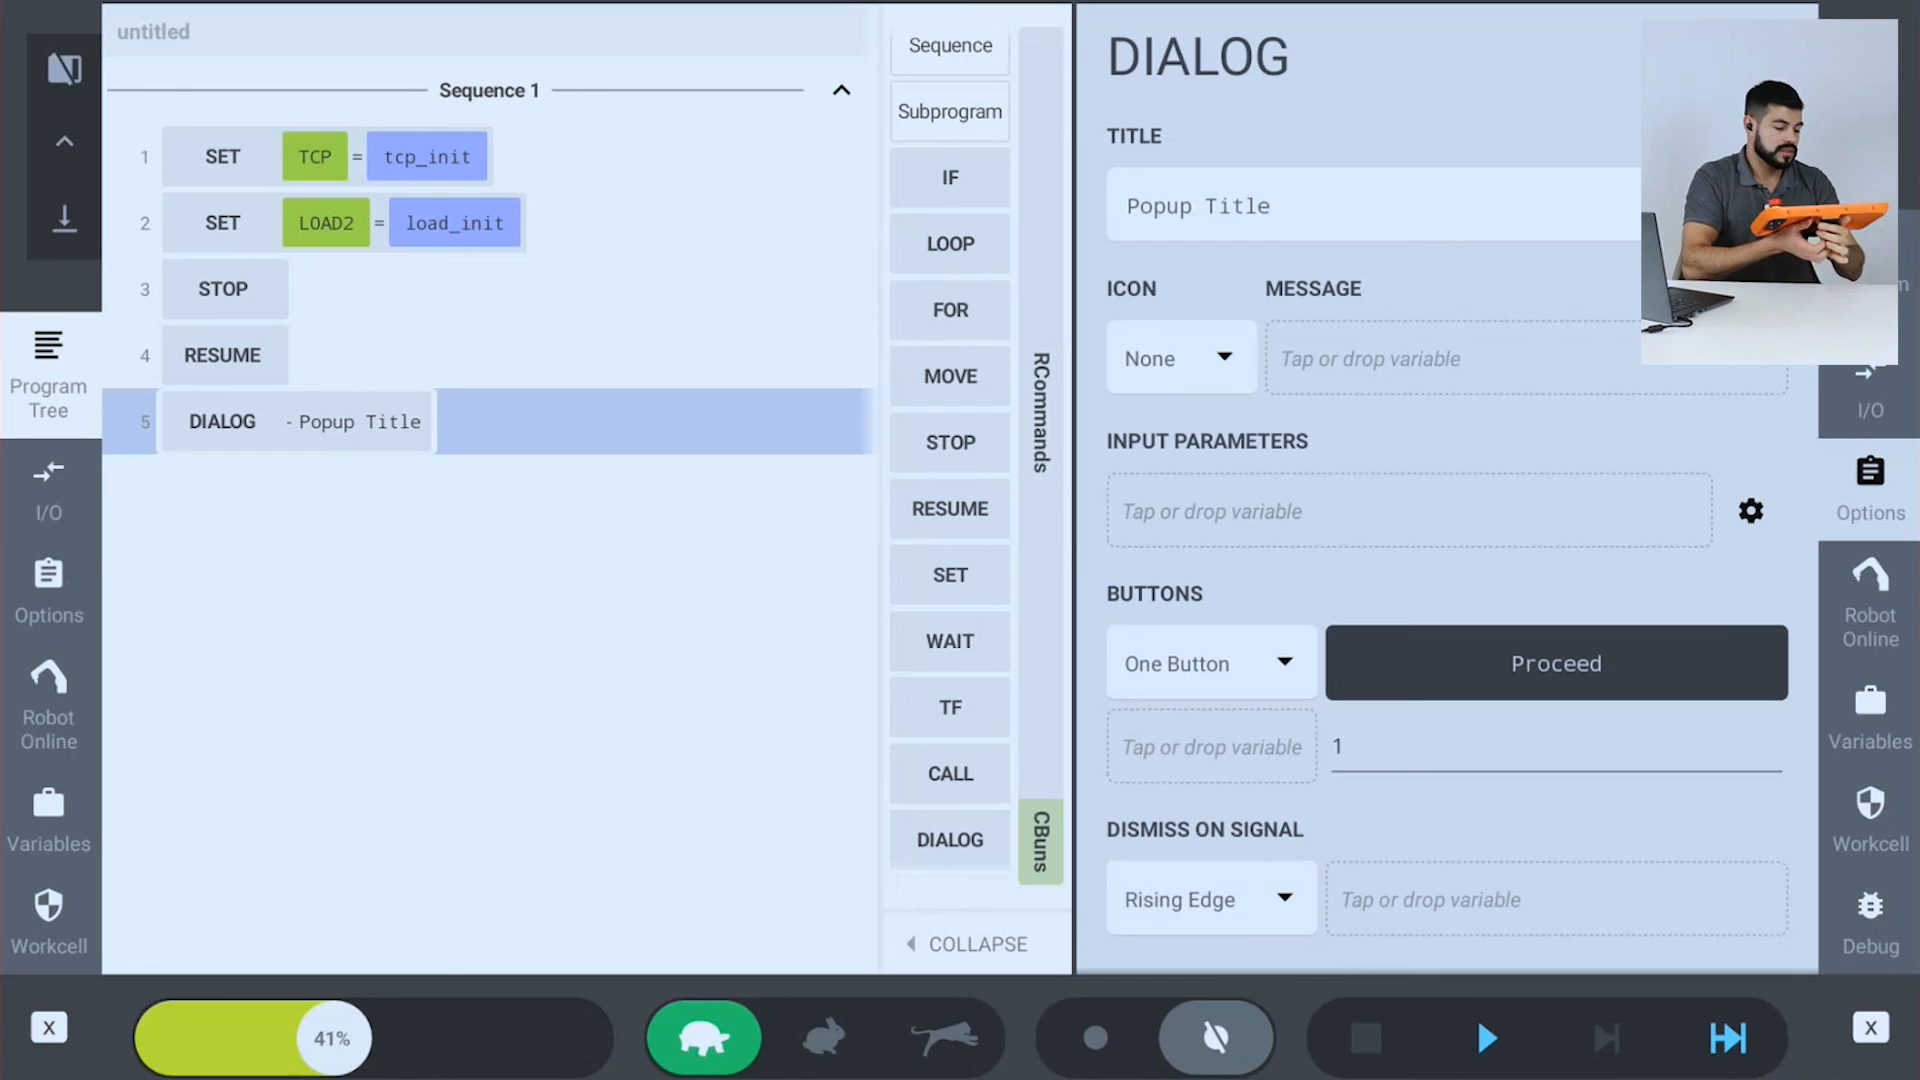 untitled
Sequence 1
1 SET TCP = tcp_init
2 SET LOAD2 = load_init
3 STOP
4 RESUME
5 DIALOG - Popup Title
Program
Tree
I/O
Options
Robot
Online
Variables
Workcell
Sequence
Subprogram
IF
LOOP
FOR
MOVE
STOP
RESUME
SET
WAIT
TF
CALL
DIALOG
COLLAPSE
RCommands
CBuns
DIALOG
TITLE
Popup Title
ICON MESSAGE
None Tap or drop variable
INPUT PARAMETERS
Tap or drop variable
BUTTONS
One Button Proceed
Tap or drop variable 1
DISMISS ON SIGNAL
Rising Edge Tap or drop variable
I/O
Options
Robot
Online
Variables
Workcell
Debug
X 41% X